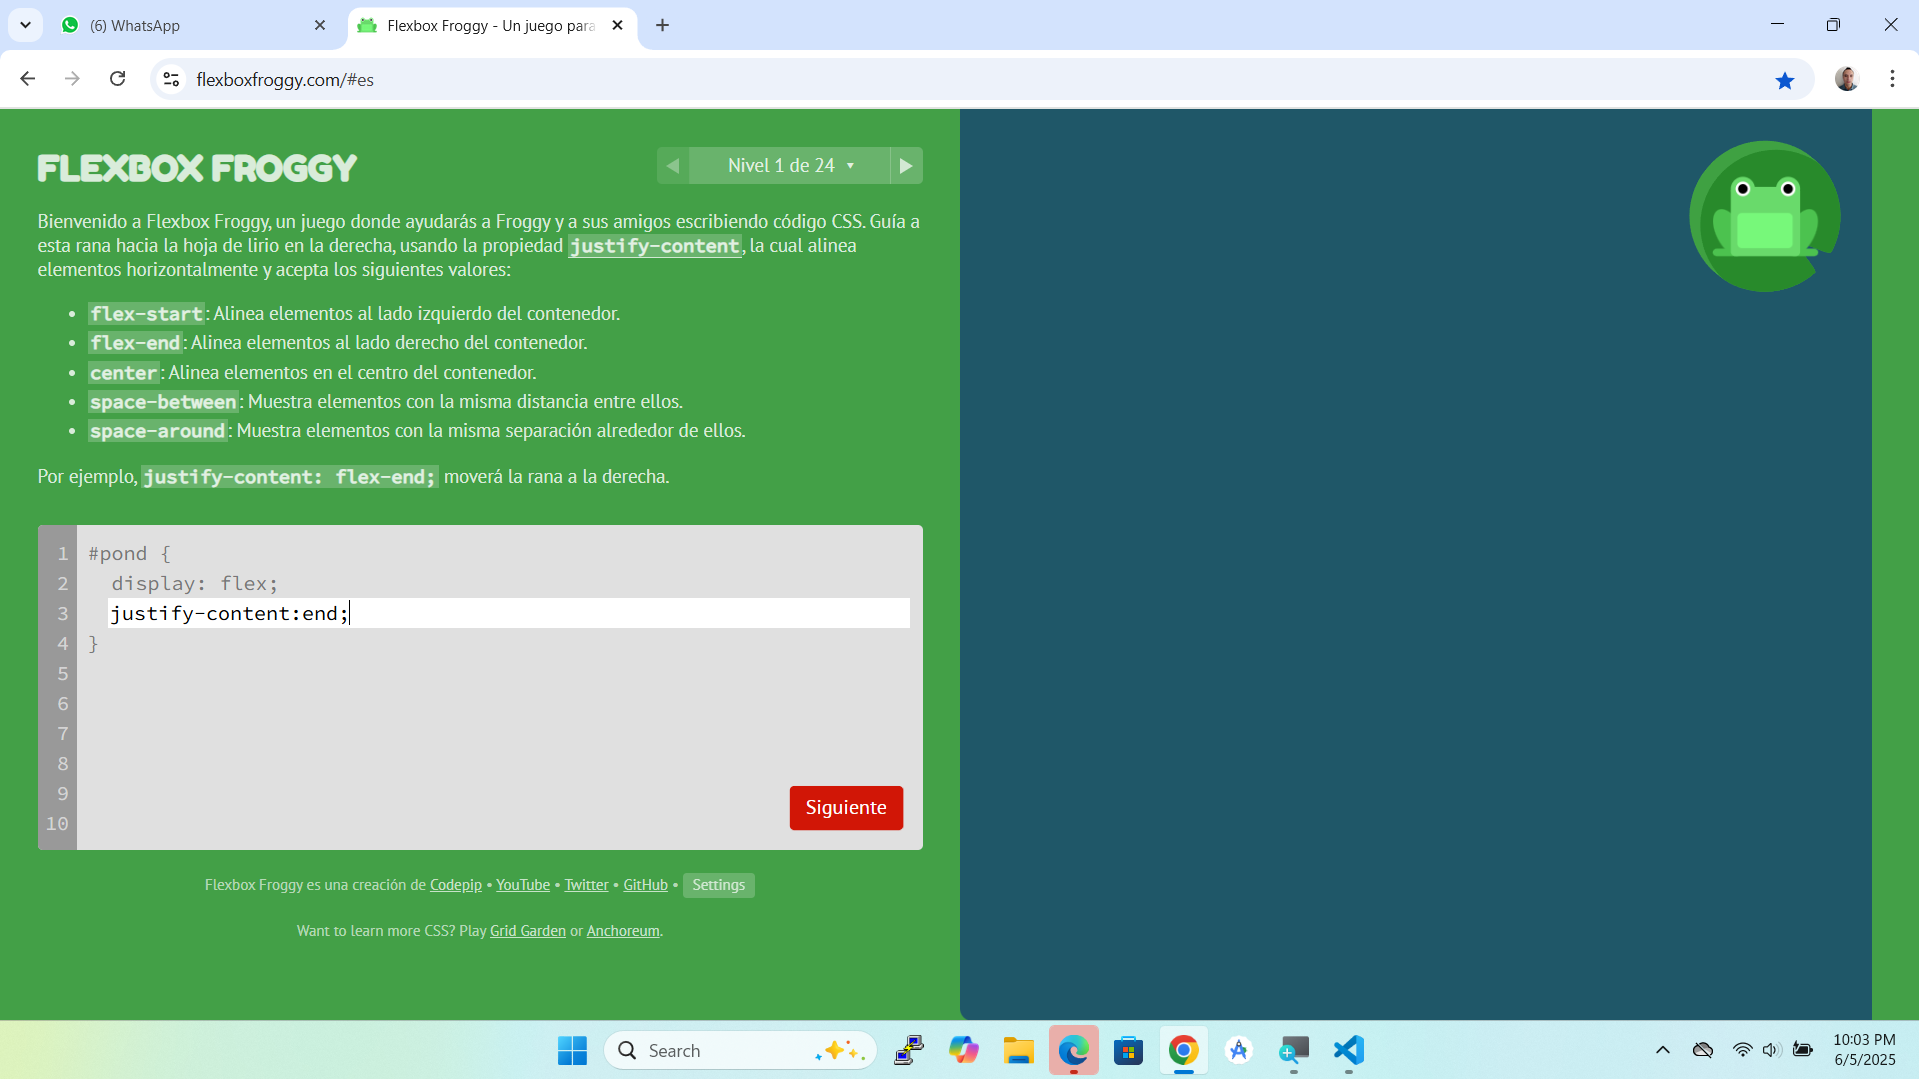 (6) WhatsApp
Flexbox Froggy - Un juego para
flexboxfroggy.com/#es
FLEXBOX FROGGY
Nivel 1 de 24
Bienvenido a Flexbox Froggy, un juego donde ayudarás a Froggy y a sus amigos escribiendo código CSS. Guía a
esta rana hacia la hoja de lirio en la derecha, usando la propiedad justify-content, la cual alinea
elementos horizontalmente y acepta los siguientes valores:
• flex-start: Alinea elementos al lado izquierdo del contenedor.
• flex-end: Alinea elementos al lado derecho del contenedor.
• center: Alinea elementos en el centro del contenedor.
• space-between: Muestra elementos con la misma distancia entre ellos.
• space-around: Muestra elementos con la misma separación alrededor de ellos.
Por ejemplo, justify-content: flex-end; moverá la rana a la derecha.
1 #pond {
2 display: flex;
3 justify-content:end;
4 }
5
6
7
8
9
10
Siguiente
Flexbox Froggy es una creación de Codepip • YouTube • Twitter • GitHub • Settings
Want to learn more CSS? Play Grid Garden or Anchoreum.
Search
10:03 PM
6/5/2025